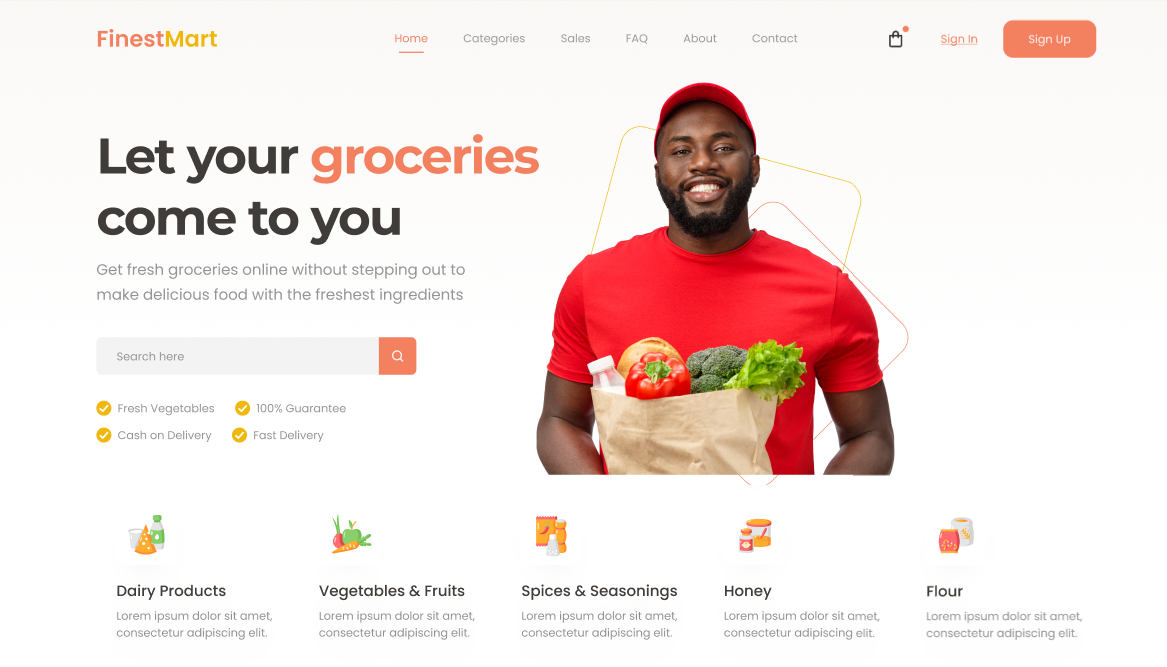 FinestMart
Home Categories Sales FAQ About Contact
Sign In
Sign Up
Let your groceries
come to you
Get fresh groceries online without stepping out to
make delicious food with the freshest ingredients
Search here
Fresh Vegetables 100% Guarantee
Cash on Delivery Fast Delivery
Dairy Products
Lorem ipsum dolor sit amet,
consectetur adipiscing elit.
Vegetables & Fruits
Lorem ipsum dolor sit amet,
consectetur adipiscing elit.
Spices & Seasonings
Lorem ipsum dolor sit amet,
consectetur adipiscing elit.
Honey
Lorem ipsum dolor sit amet,
consectetur adipiscing elit.
Flour
Lorem ipsum dolor sit amet,
consectetur adipiscing elit.